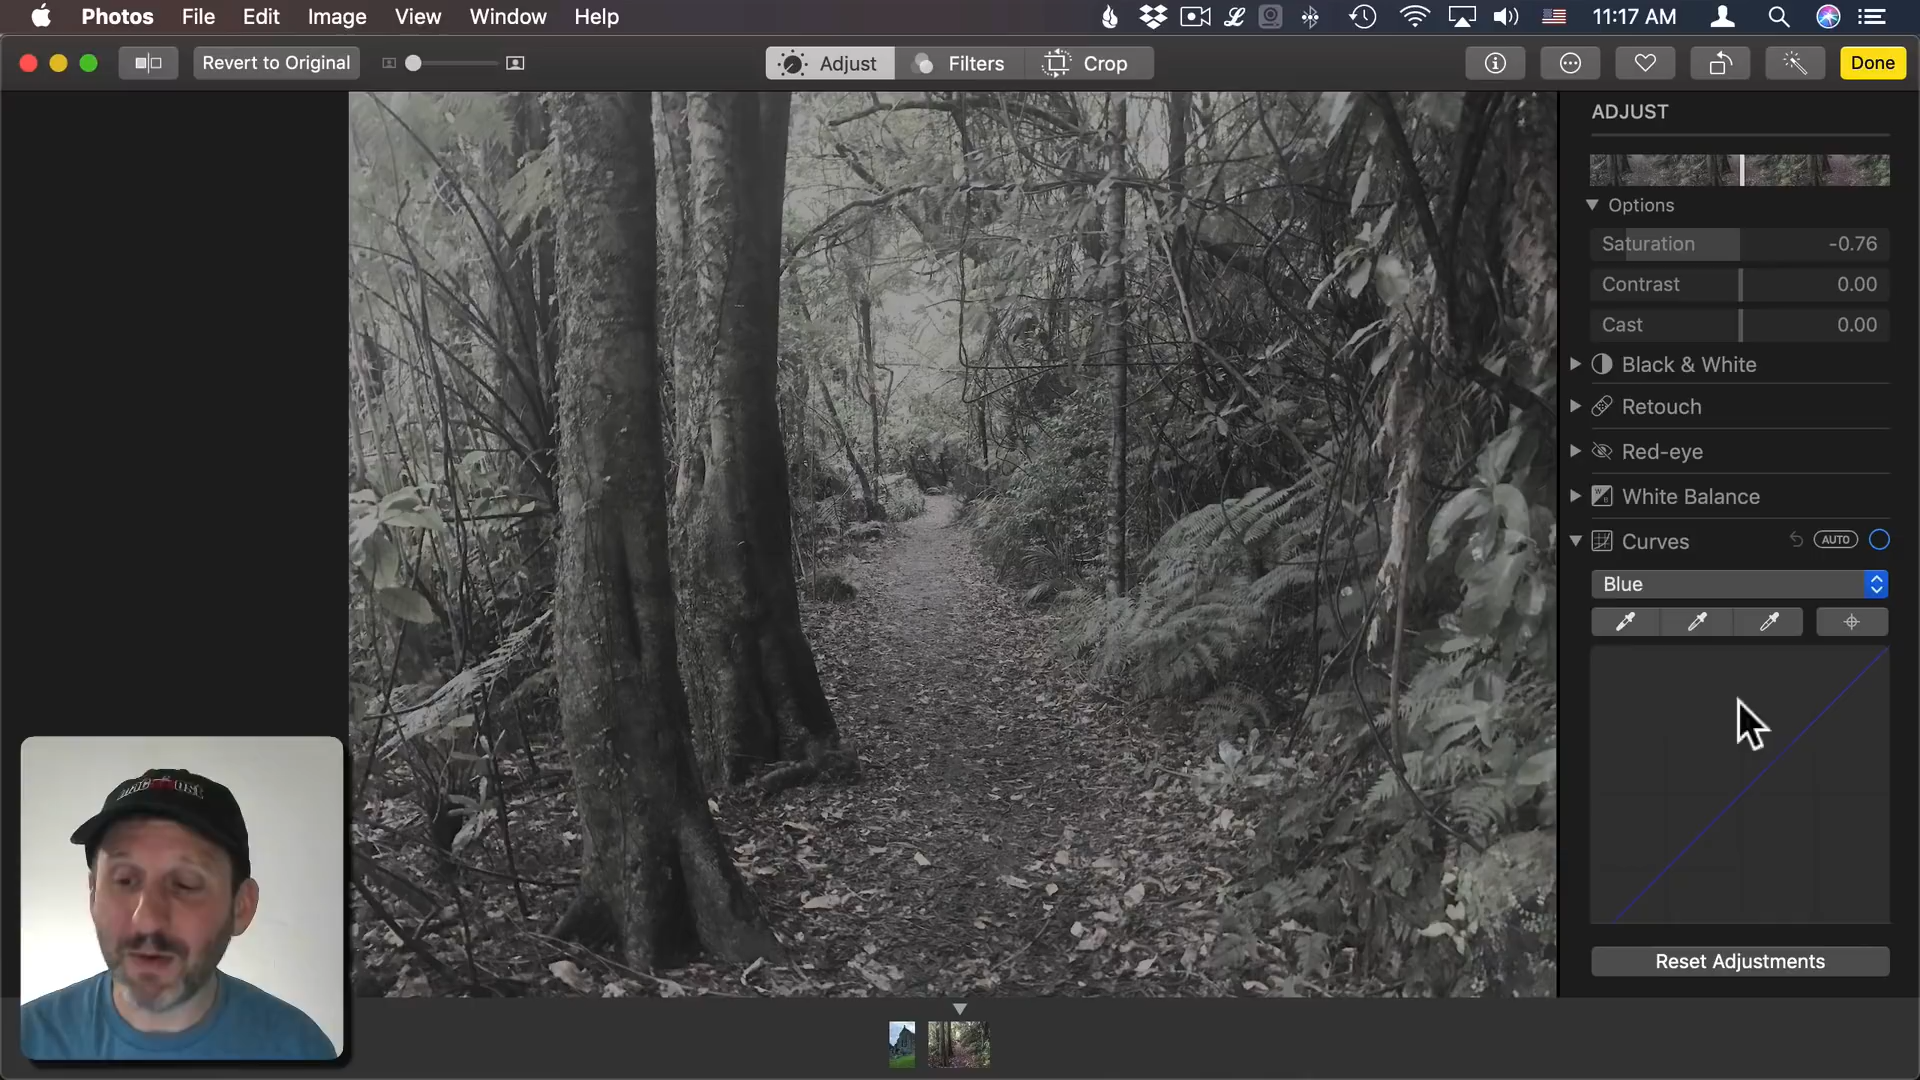 Photos File Edit Image View Window Help 11:17 AM
Revert to Original Adjust Filters Crop Done
ADJUST
Options
Saturation -0.76
Contrast 0.00
Cast 0.00
Black & White
Retouch
Red-eye
White Balance
Curves AUTO
Blue
Reset Adjustments